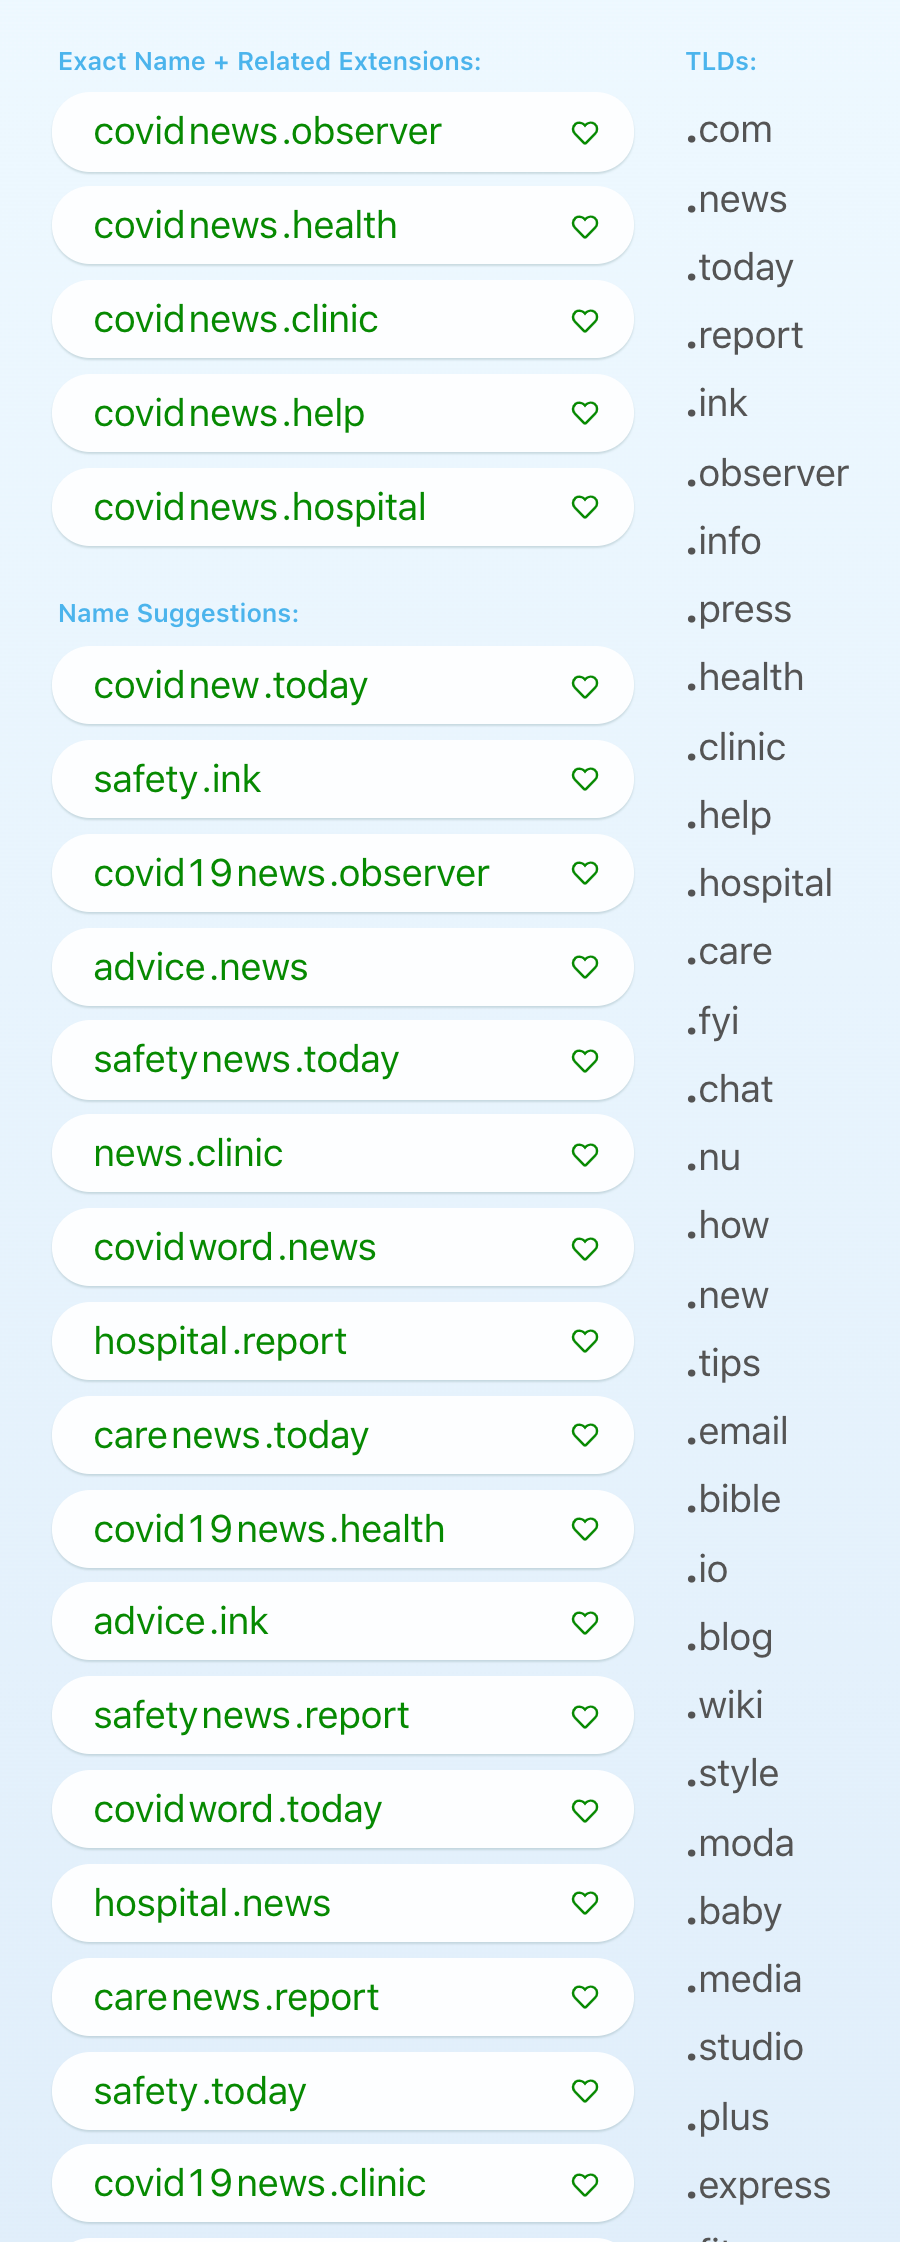 Exact Name + Related Extensions:
covidnews.observer
covidnews.health
covidnews.clinic
covidnews.help
covidnews.hospital
Name Suggestions:
covidnew.today
safety.ink
covid19news.observer
advice.news
safetynews.today
news.clinic
covidword.news
hospital.report
carenews.today
covid19news.health
advice.ink
safetynews.report
covidword.today
hospital.news
carenews.report
safety.today
covid19news.clinic
TLDs:
.com
.news
.today
.report
.ink
.observer
.info
.press
.health
.clinic
.help
.hospital
.care
.fyi
.chat
.nu
.how
.new
.tips
.email
.bible
.io
.blog
.wiki
.style
.moda
.baby
.media
.studio
.plus
.express